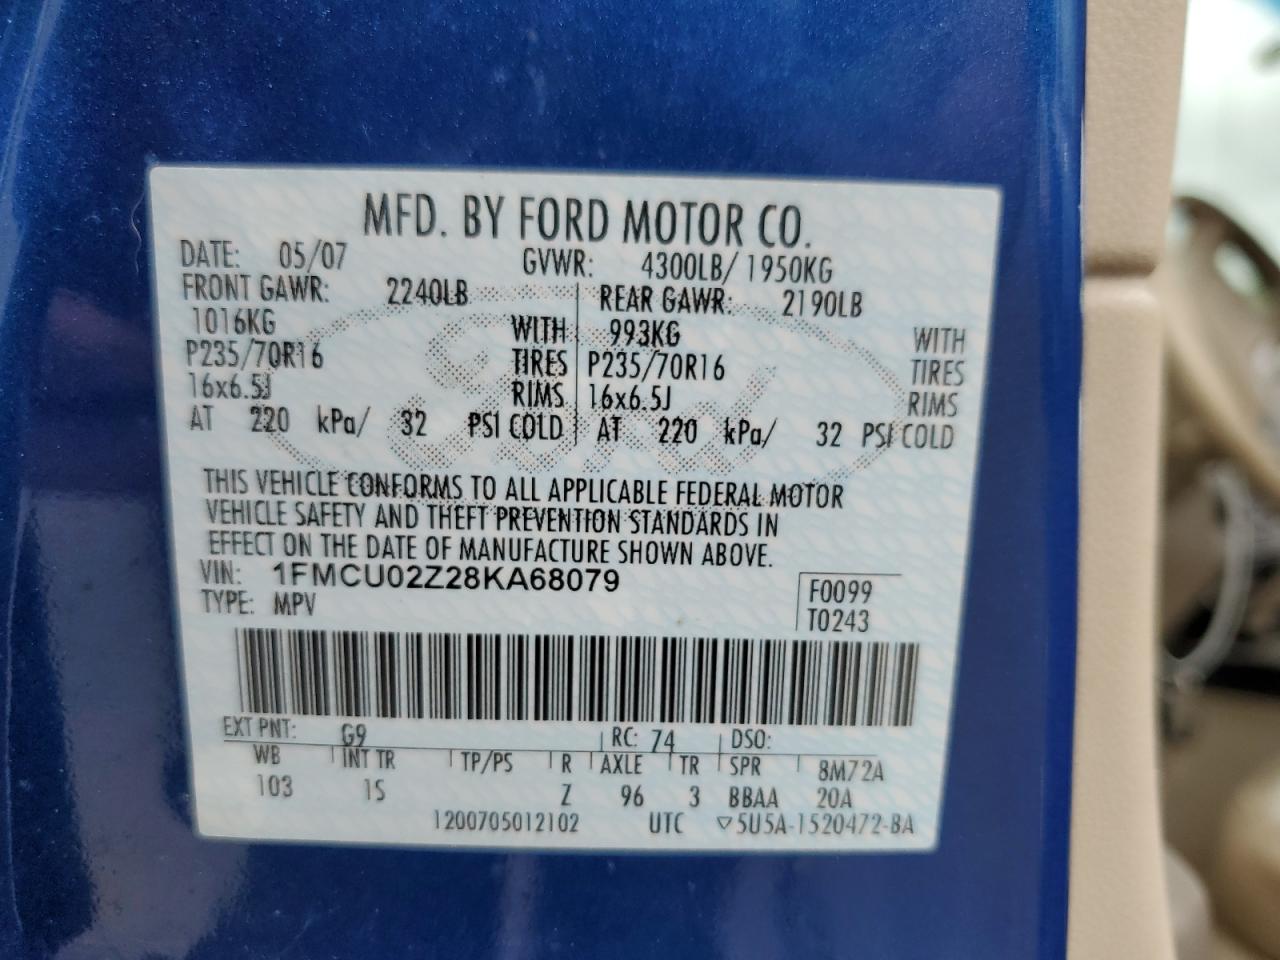 MFD. BY FORD MOTOR CO.
DATE: 05/07 GVWR: 4300LB/1950KG
FRONT GAWR: 2240LB REAR GAWR: 2190LB
1016KG WITH 993KG WITH
P235/70R16 TIRES P235/70R16 TIRES
16x6.5J RIMS 16x6.5J RIMS
AT 220 kPa/ 32 PSI COLD AT 220 kPa/ 32 PSI COLD
THIS VEHICLE CONFORMS TO ALL APPLICABLE FEDERAL MOTOR
VEHICLE SAFETY AND THEFT PREVENTION STANDARDS IN
EFFECT ON THE DATE OF MANUFACTURE SHOWN ABOVE.
VIN: 1FMCU02Z28KA68079 F0099
TYPE: MPV T0243
EXT PNT: G9 RC: 74 DSO:
WB INT TR TP/PS R AXLE TR SPR 8M72A
103 1S Z 96 3 BBAA 20A
1200705012102 UTC ▽5U5A-1520472-BA
Ford